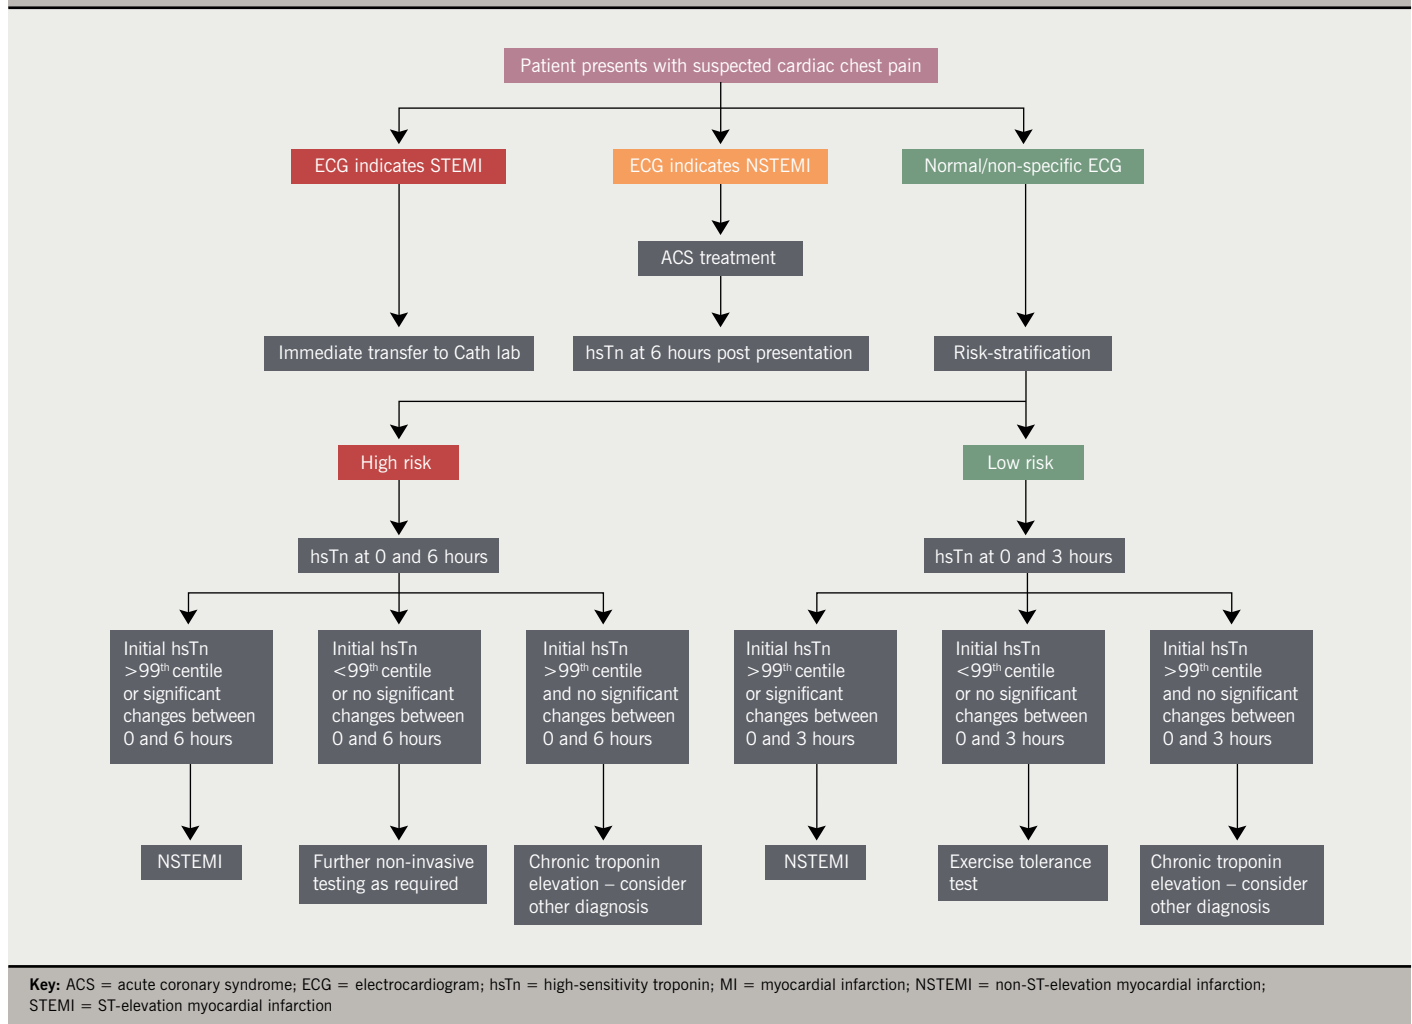 Patient presents with suspected cardiac chest pain
ECG indicates STEMI
ECG indicates NSTEMI
Normal/non-specific ECG
ACS treatment
Immediate transfer to Cath lab
hsTn at 6 hours post presentation
Risk-stratification
High risk
Low risk
hsTn at 0 and 6 hours
hsTn at 0 and 3 hours
Initial hsTn
>99th centile
or significant
changes between
0 and 6 hours
Initial hsTn
<99th centile
or no significant
changes between
0 and 6 hours
Initial hsTn
>99th centile
and no significant
changes between
0 and 6 hours
Initial hsTn
>99th centile
or significant
changes between
0 and 3 hours
Initial hsTn
<99th centile
or no significant
changes between
0 and 3 hours
Initial hsTn
>99th centile
and no significant
changes between
0 and 3 hours
NSTEMI
Further non-invasive
testing as required
Chronic troponin
elevation – consider
other diagnosis
NSTEMI
Exercise tolerance
test
Chronic troponin
elevation – consider
other diagnosis
Key: ACS = acute coronary syndrome; ECG = electrocardiogram; hsTn = high-sensitivity troponin; MI = myocardial infarction; NSTEMI = non-ST-elevation myocardial infarction;
STEMI = ST-elevation myocardial infarction